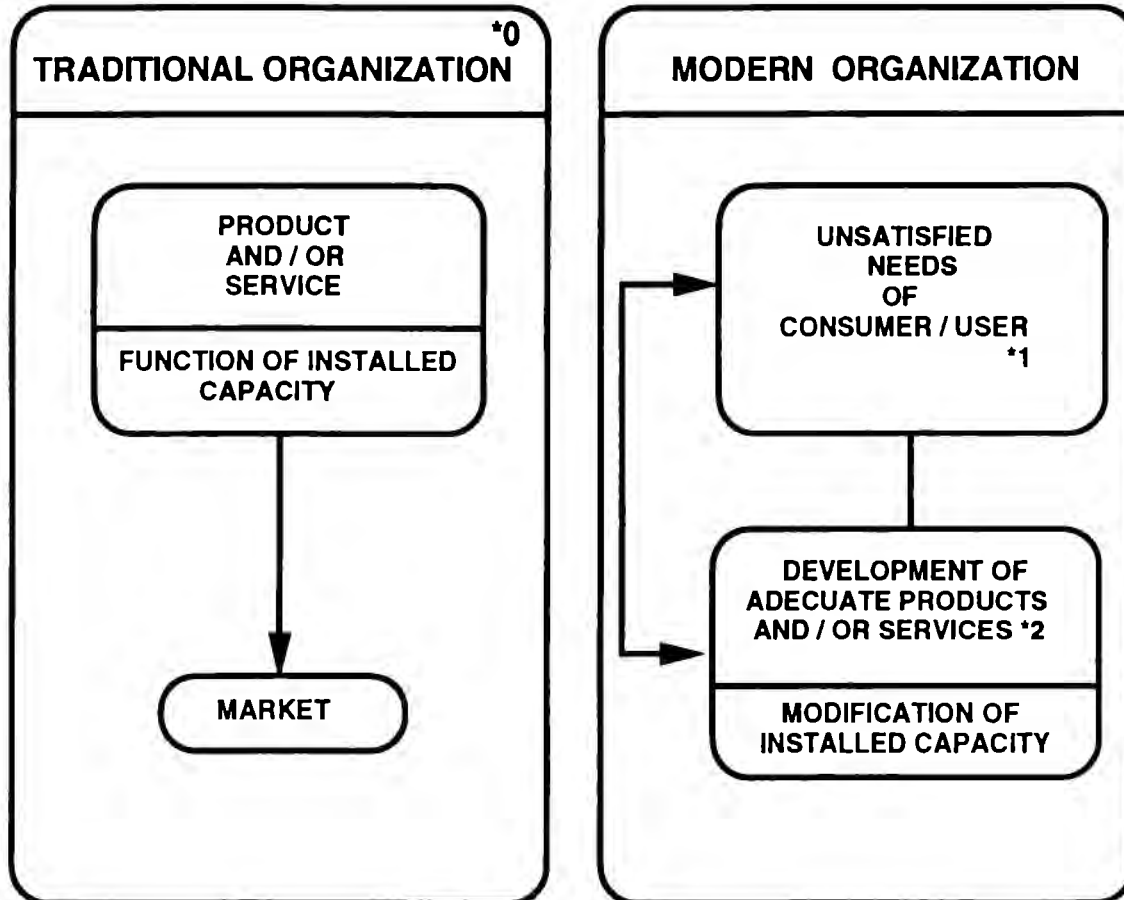 *0
TRADITIONAL ORGANIZATION
PRODUCT
AND / OR
SERVICE
FUNCTION OF INSTALLED
CAPACITY
MARKET
MODERN ORGANIZATION
UNSATISFIED
NEEDS
OF
CONSUMER / USER
*1
DEVELOPMENT OF
ADECUATE PRODUCTS
AND / OR SERVICES *2
MODIFICATION OF
INSTALLED CAPACITY